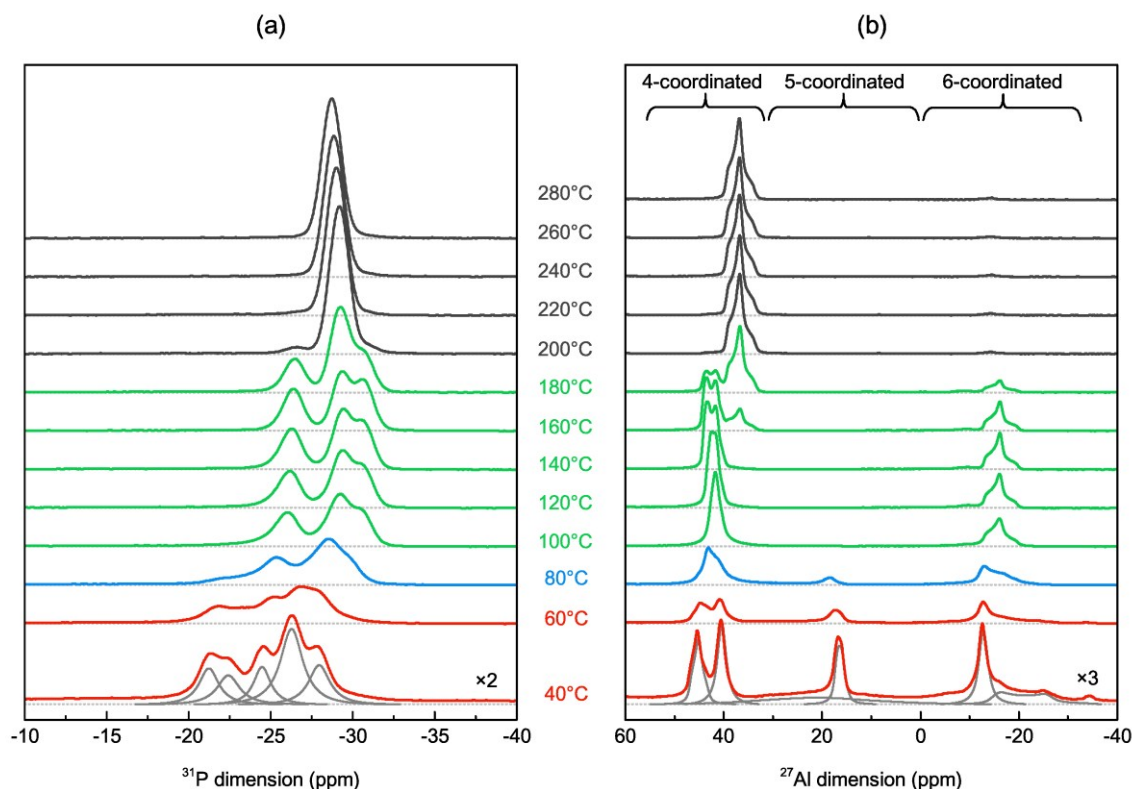 (a)
(b)
4-coordinated
5-coordinated
6-coordinated
280°C
260°C
240°C
220°C
200°C
180°C
160°C
140°C
120°C
100°C
80°C
60°C
40°C
×2
×3
-10 -15 -20 -25 -30 -35 -40
60 40 20 0 -20 -40
³¹P dimension (ppm)
²⁷Al dimension (ppm)